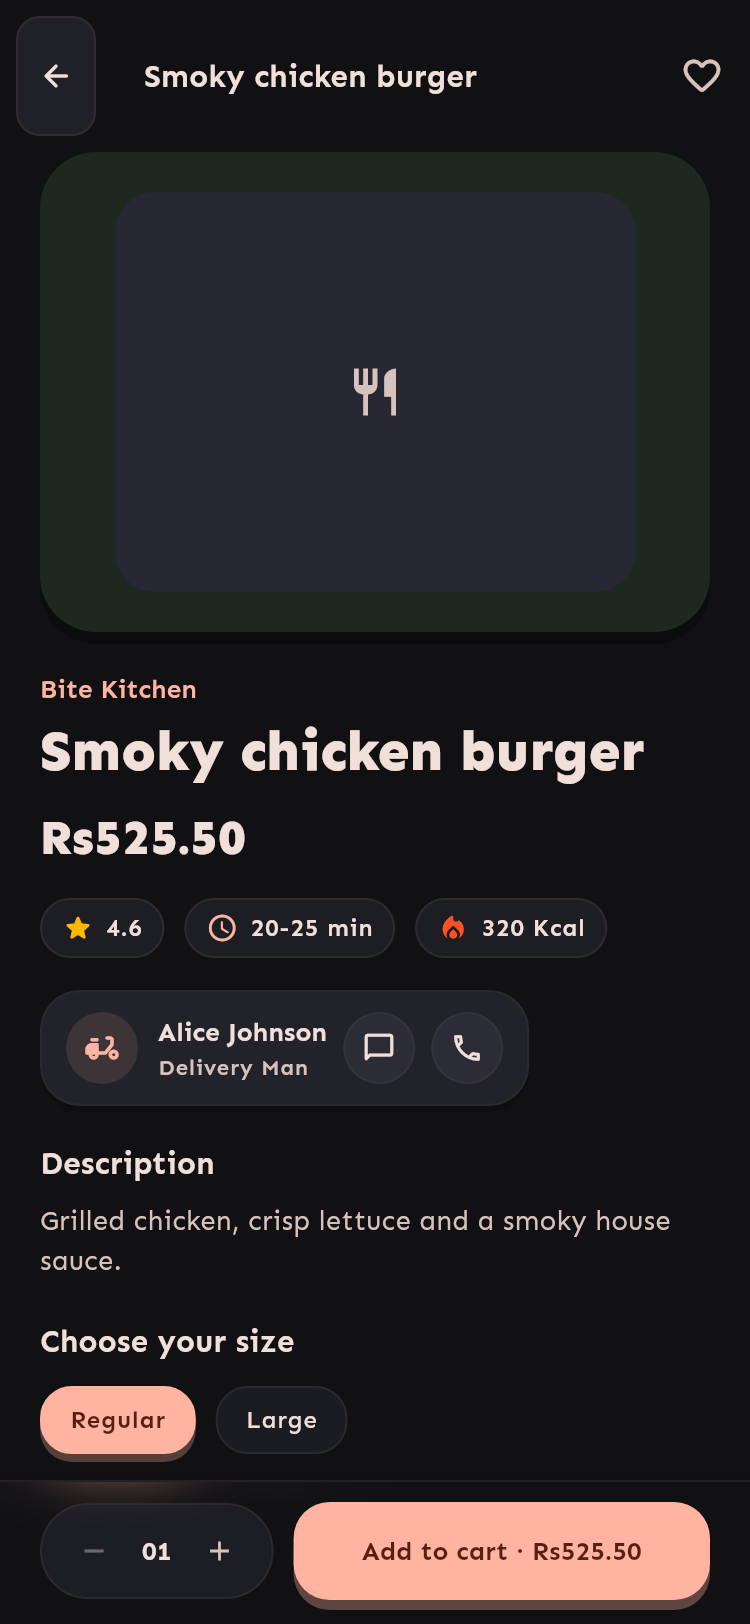 Smoky chicken burger
Bite Kitchen
Smoky chicken burger
Rs525.50
4.6
20-25 min
320 Kcal
Alice Johnson
Delivery Man
Description
Grilled chicken, crisp lettuce and a smoky house
sauce.
Choose your size
Regular
Large
01
Add to cart · Rs525.50